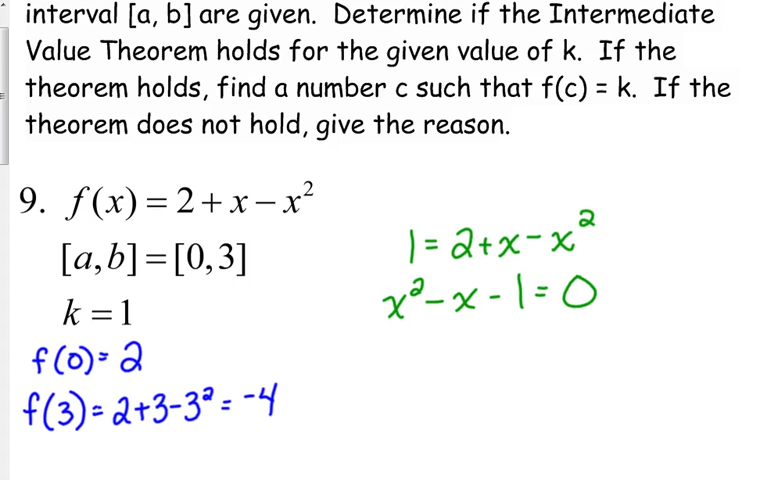 interval [a, b] are given. Determine if the Intermediate
Value Theorem holds for the given value of k. If the
theorem holds, find a number c such that f(c) = k. If the
theorem does not hold, give the reason.
9. f(x) = 2 + x − x²
[a,b] = [0,3]
k = 1
f(0) = 2
f(3) = 2+3-3² = -4
1 = 2+x-x²
x²-x-1=0